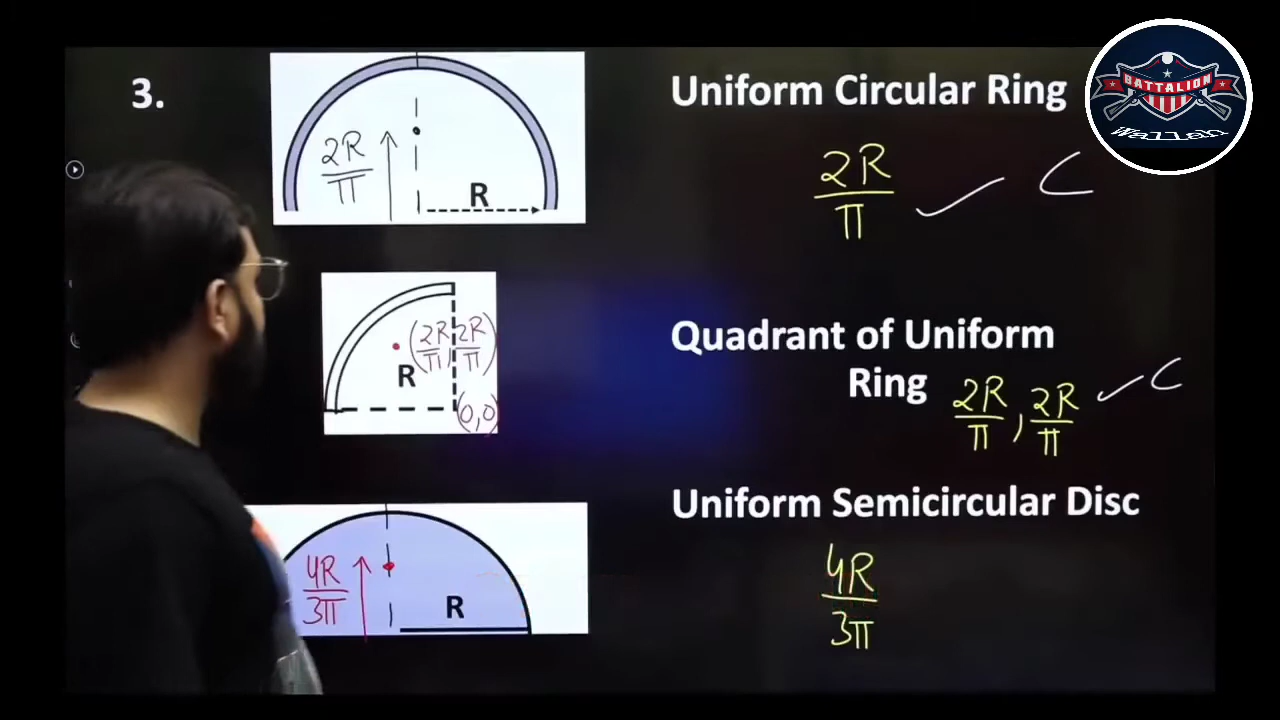 3.
2R/π
R
Uniform Circular Ring
2R/π ✓ C
BATTALION
Wallah
(2R/π, 2R/π)
R
(0,0)
Quadrant of Uniform
Ring 2R/π, 2R/π ✓ C
4R/3π
R
Uniform Semicircular Disc
4R/3π